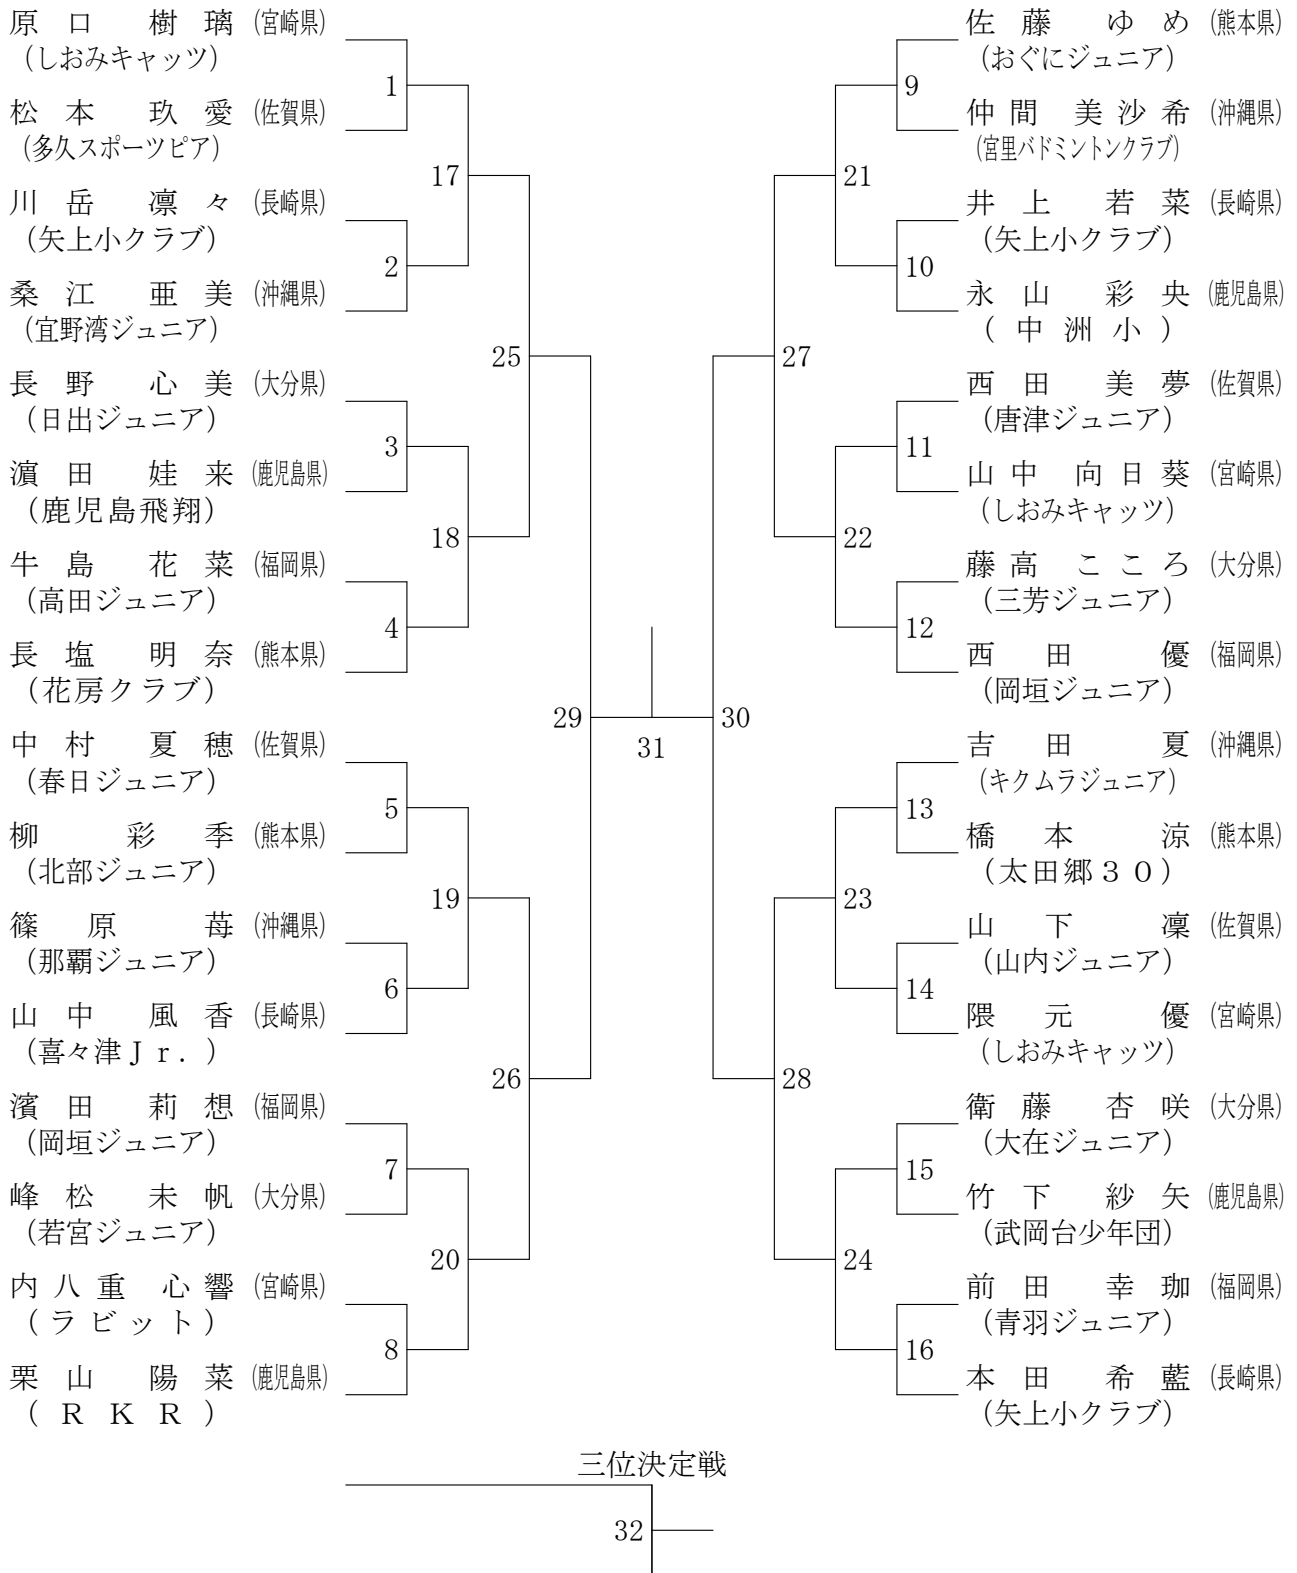 原口 樹璃 (宮崎県)
(しおみキャッツ)
1
松本 玖愛 (佐賀県)
(多久スポーツピア)
17
川岳 凛々 (長崎県)
(矢上小クラブ)
2
桑江 亜美 (沖縄県)
(宜野湾ジュニア)
25
長野 心美 (大分県)
(日出ジュニア)
3
濵田 娃来 (鹿児島県)
(鹿児島飛翔)
18
牛島 花菜 (福岡県)
(高田ジュニア)
4
長塩 明奈 (熊本県)
(花房クラブ)
29
中村 夏穂 (佐賀県)
(春日ジュニア)
5
柳 彩季 (熊本県)
(北部ジュニア)
19
篠原 苺 (沖縄県)
(那覇ジュニア)
6
山中 風香 (長崎県)
(喜々津Jr.)
26
濱田 莉想 (福岡県)
(岡垣ジュニア)
7
峰松 未帆 (大分県)
(若宮ジュニア)
20
内八重 心響 (宮崎県)
(ラビット)
8
栗山 陽菜 (鹿児島県)
(RKR)
31
佐藤 ゆめ (熊本県)
(おぐにジュニア)
9
仲間 美沙希 (沖縄県)
(宮里バドミントンクラブ)
21
井上 若菜 (長崎県)
(矢上小クラブ)
10
永山 彩央 (鹿児島県)
(中洲小)
27
西田 美夢 (佐賀県)
(唐津ジュニア)
11
山中 向日葵 (宮崎県)
(しおみキャッツ)
22
藤高 こころ (大分県)
(三芳ジュニア)
12
西田 優 (福岡県)
(岡垣ジュニア)
30
吉田 夏 (沖縄県)
(キクムラジュニア)
13
橋本 涼 (熊本県)
(太田郷30)
23
山下 凜 (佐賀県)
(山内ジュニア)
14
隈元 優 (宮崎県)
(しおみキャッツ)
28
衛藤 杏咲 (大分県)
(大在ジュニア)
15
竹下 紗矢 (鹿児島県)
(武岡台少年団)
24
前田 幸珈 (福岡県)
(青羽ジュニア)
16
本田 希藍 (長崎県)
(矢上小クラブ)
三位決定戦
32